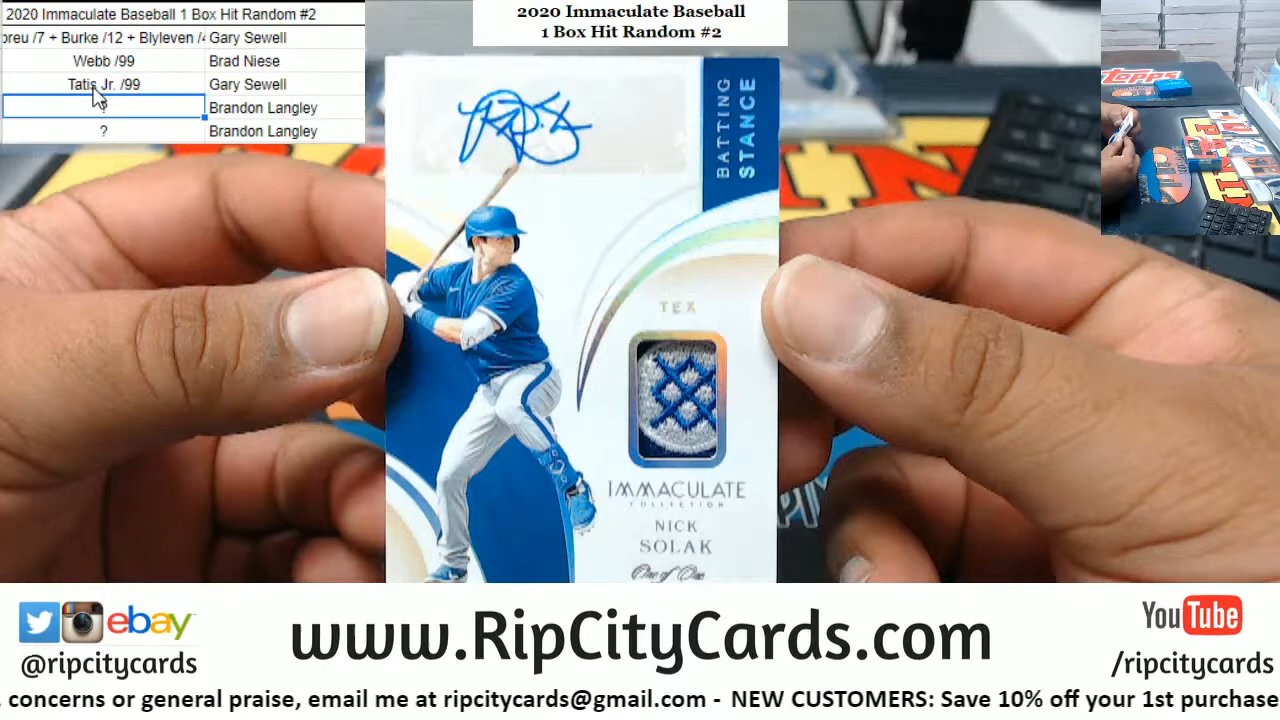 2020 Immaculate Baseball 1 Box Hit Random #2
breu /7 + Burke /12 + Blyleven /4 Gary Sewell
Webb /99 Brad Niese
Tatis Jr. /99 Gary Sewell
? Brandon Langley
? Brandon Langley
2020 Immaculate Baseball
1 Box Hit Random #2
topps
BATTING
STANCE
TEX
IMMACULATE
COLLECTION
NICK
SOLAK
One of One
ebay
@ripcitycards
www.RipCityCards.com
YouTube
/ripcitycards
, concerns or general praise, email me at ripcitycards@gmail.com - NEW CUSTOMERS: Save 10% off your 1st purchase